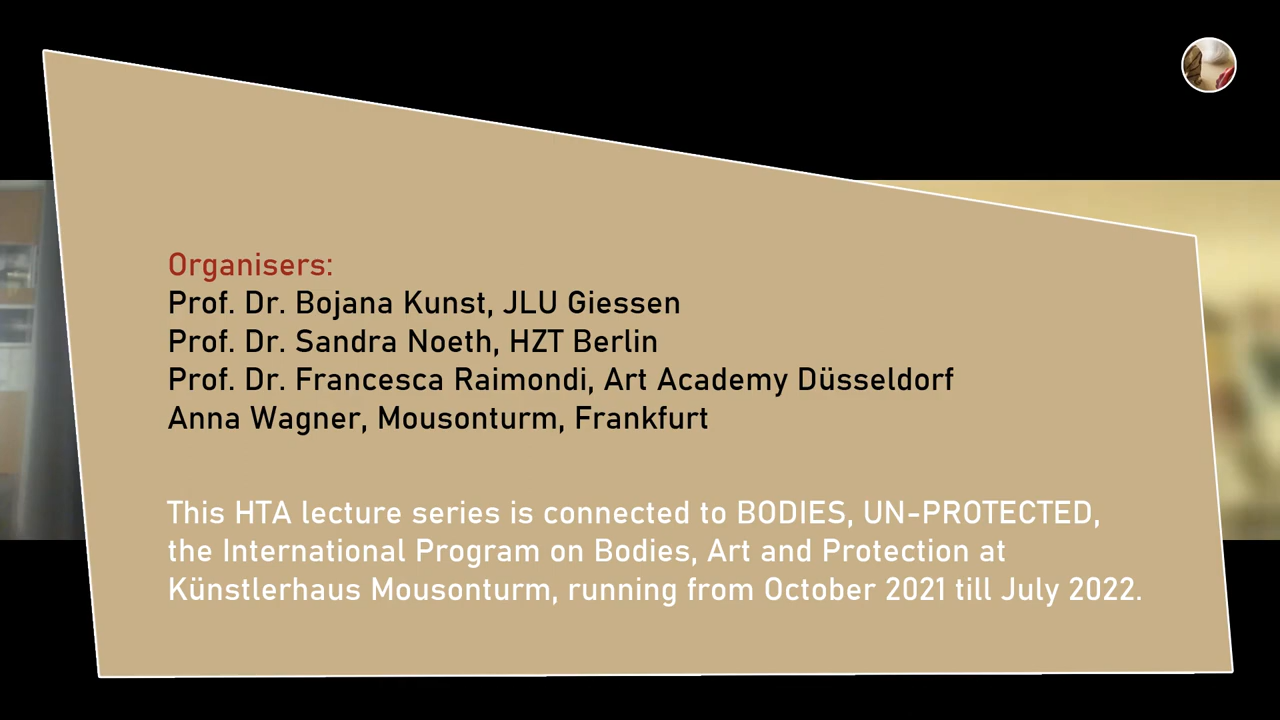 Organisers:
Prof. Dr. Bojana Kunst, JLU Giessen
Prof. Dr. Sandra Noeth, HZT Berlin
Prof. Dr. Francesca Raimondi, Art Academy Düsseldorf
Anna Wagner, Mousonturm, Frankfurt
This HTA lecture series is connected to BODIES, UN-PROTECTED,
the International Program on Bodies, Art and Protection at
Künstlerhaus Mousonturm, running from October 2021 till July 2022.